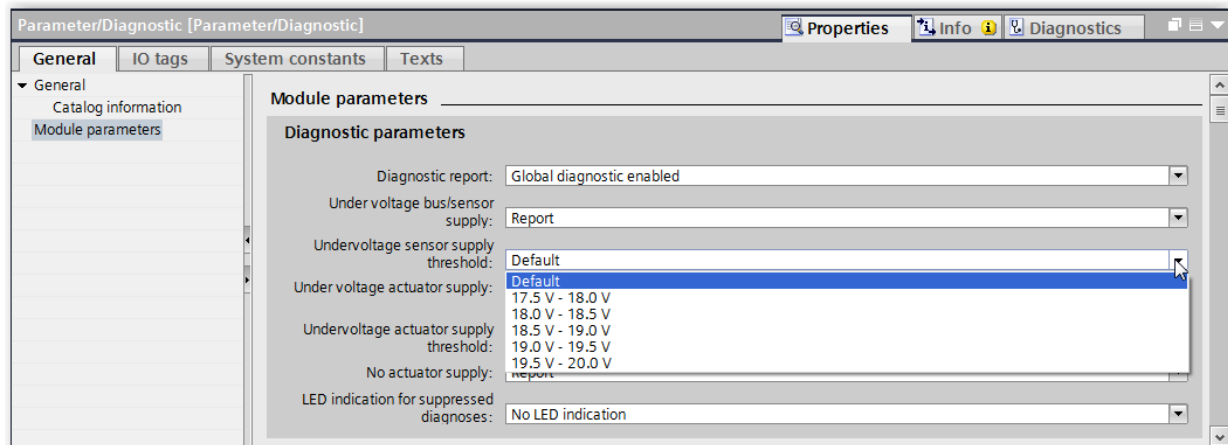 Parameter/Diagnostic [Parameter/Diagnostic]
Properties
Info
Diagnostics
General
IO tags
System constants
Texts
General
Catalog information
Module parameters
Module parameters
Diagnostic parameters
Diagnostic report: Global diagnostic enabled
Under voltage bus/sensor
supply: Report
Undervoltage sensor supply
threshold: Default
Default
17.5 V - 18.0 V
18.0 V - 18.5 V
18.5 V - 19.0 V
19.0 V - 19.5 V
19.5 V - 20.0 V
Under voltage actuator supply:
Undervoltage actuator supply
threshold:
No actuator supply: Report
LED indication for suppressed
diagnoses: No LED indication